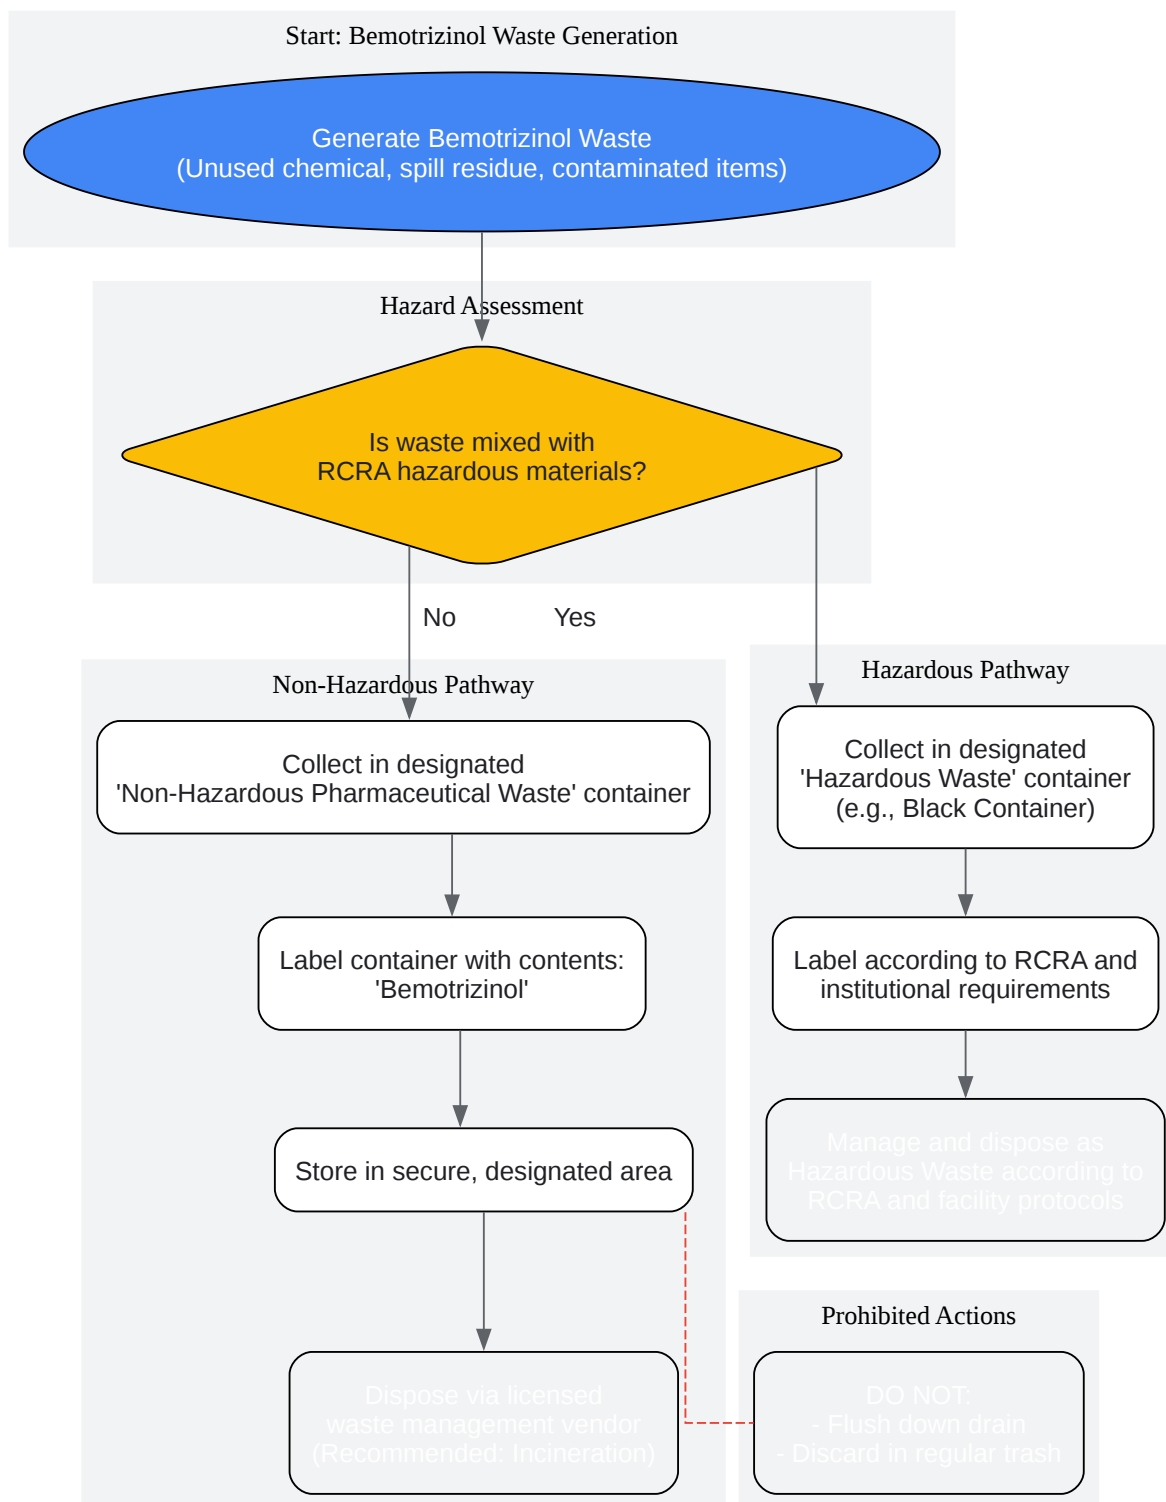 Start: Bemotrizinol Waste Generation
Generate Bemotrizinol Waste
(Unused chemical, spill residue, contaminated items)
Hazard Assessment
Is waste mixed with
RCRA hazardous materials?
No
Yes
Non-Hazardous Pathway
Collect in designated
'Non-Hazardous Pharmaceutical Waste' container
Label container with contents:
'Bemotrizinol'
Store in secure, designated area
Dispose via licensed
waste management vendor
(Recommended: Incineration)
Hazardous Pathway
Collect in designated
'Hazardous Waste' container
(e.g., Black Container)
Label according to RCRA and
institutional requirements
Manage and dispose as
Hazardous Waste according to
RCRA and facility protocols
Prohibited Actions
DO NOT:
- Flush down drain
- Discard in regular trash